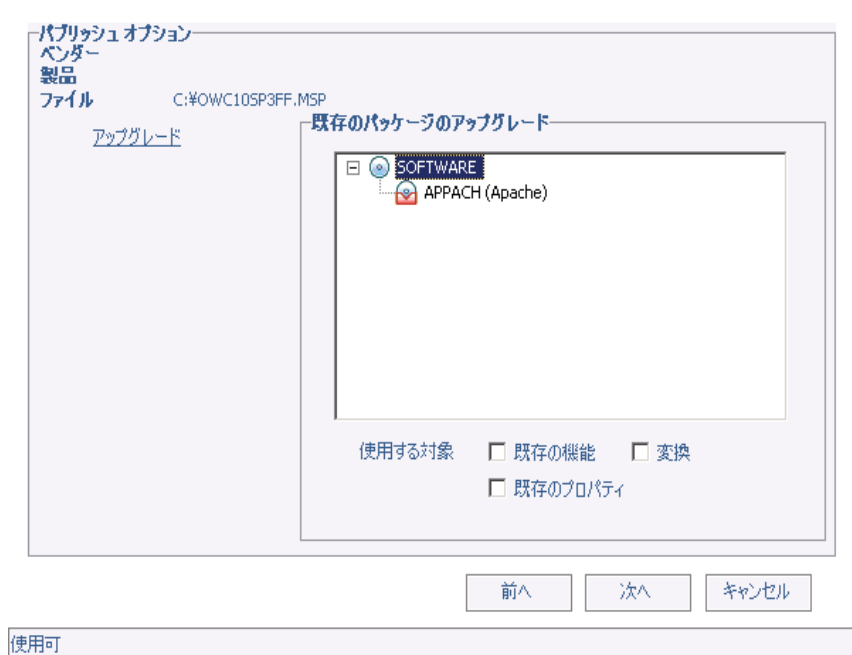 パブリッシュ オプション
ベンダー
製品
ファイル C:¥OWC10SP3FF.MSP
アップグレード
既存のパッケージのアップグレード
SOFTWARE
APPACH (Apache)
使用する対象 既存の機能 変換
既存のプロパティ
前へ 次へ キャンセル
使用可